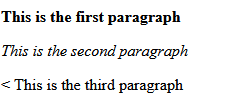 This is the first paragraph
This is the second paragraph
< This is the third paragraph